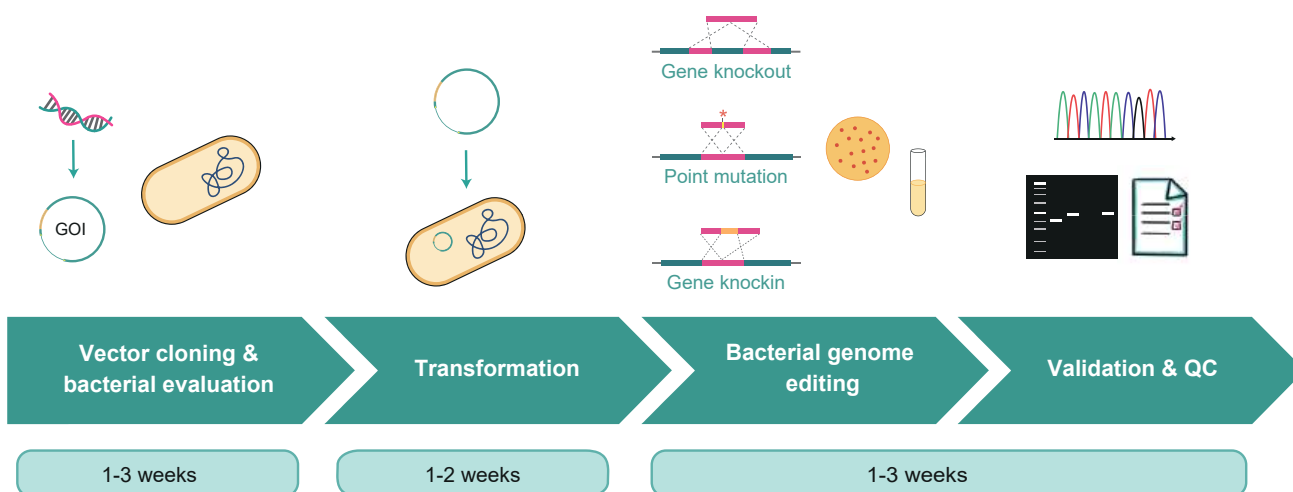 Gene knockout
*
Point mutation
GOI
Gene knockin
Vector cloning &
bacterial evaluation
Transformation
Bacterial genome
editing
Validation & QC
1-3 weeks
1-2 weeks
1-3 weeks